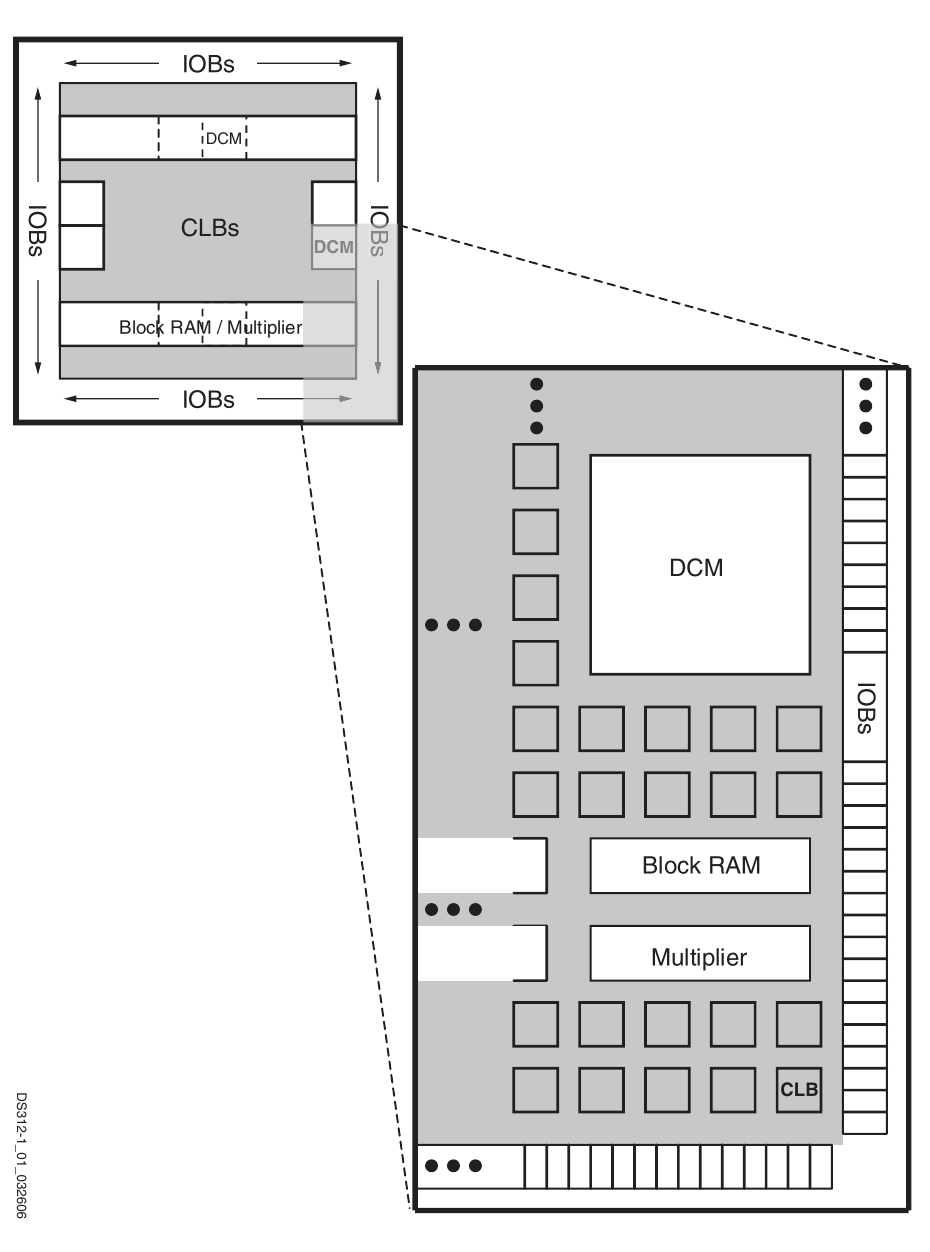 IOBs
DCM
IOBs
CLBs
IOBs
DCM
Block RAM / Multiplier
IOBs
DCM
IOBs
Block RAM
Multiplier
CLB
DS312-1_01_032606